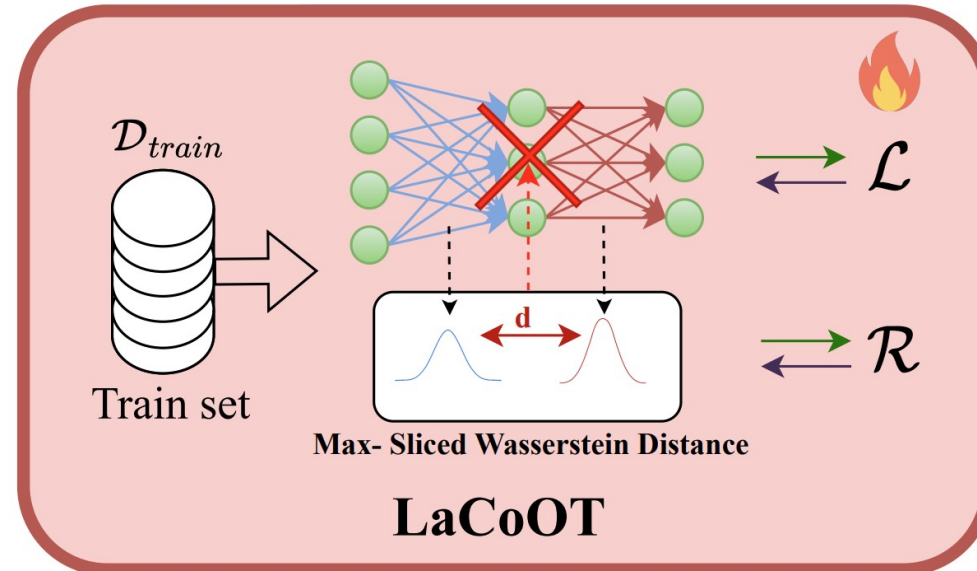 𝒟train
ℒ
d
ℛ
Train set
Max- Sliced Wasserstein Distance
LaCoOT